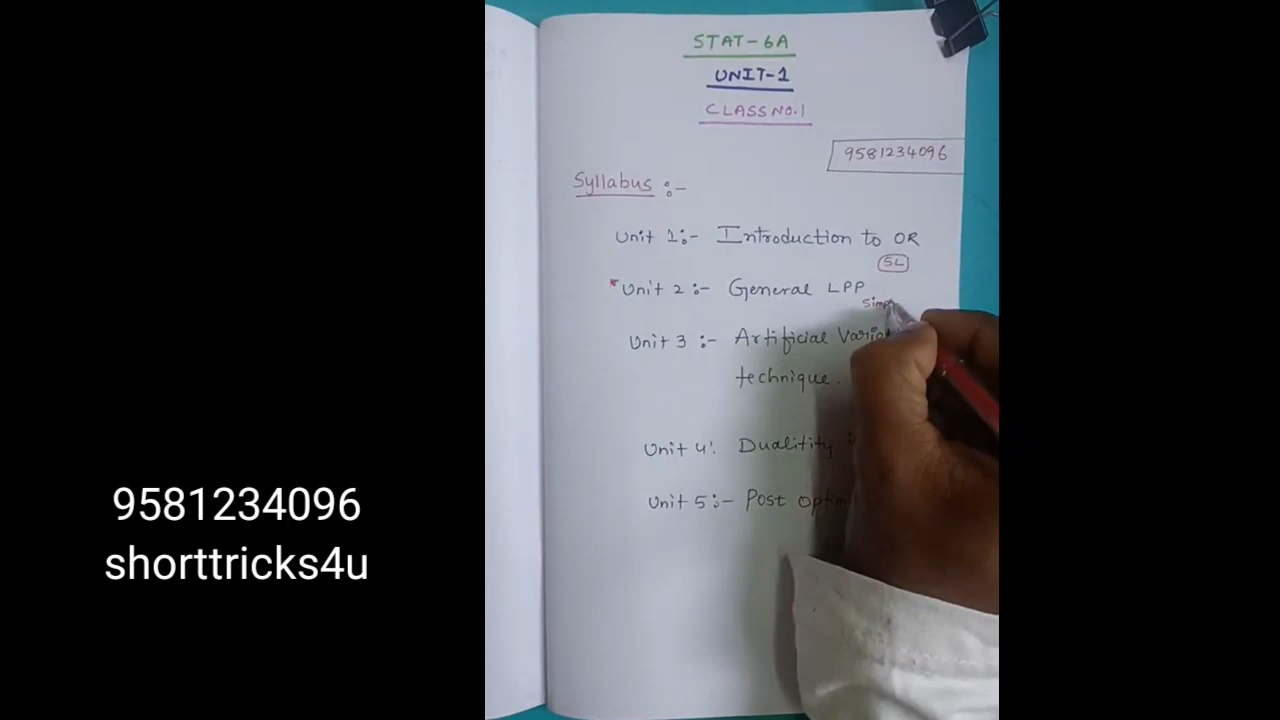 STAT-6A
UNIT-1
CLASS NO.1
9581234096
Syllabus :-
Unit 1:- Introduction to OR
SL
* Unit 2 :- General LPP
Simp
Unit 3 :- Artificial
technique.
Unit 4: Dualitity
Unit 5:- Post
9581234096
shorttricks4u